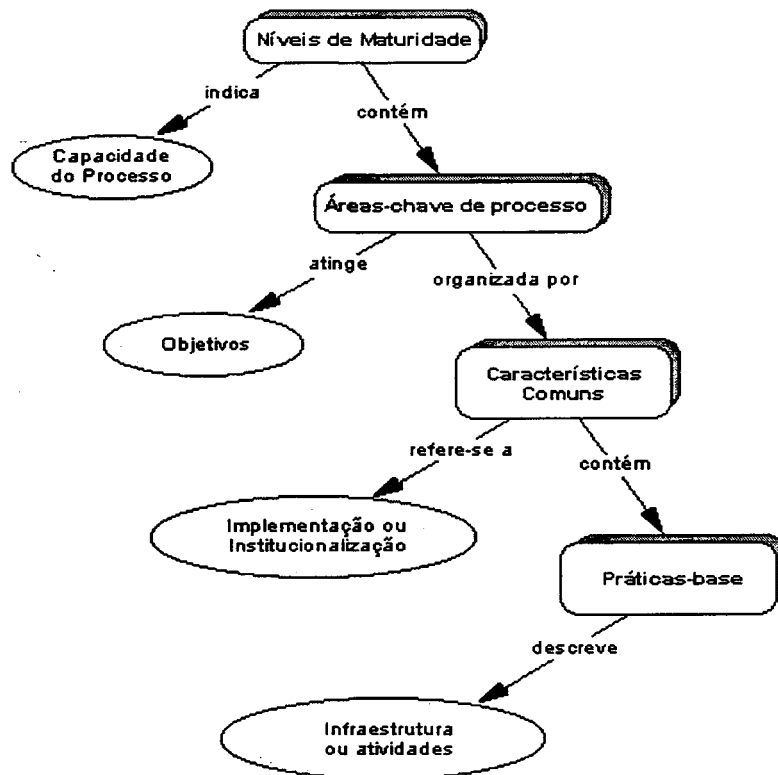 Níveis de Maturidade
indica
contém
Capacidade
do Processo
Áreas-chave de processo
atinge
organizada por
Objetivos
Características
Comuns
refere-se a
contém
Implementação ou
Institucionalização
Práticas-base
descreve
Infraestrutura
ou atividades